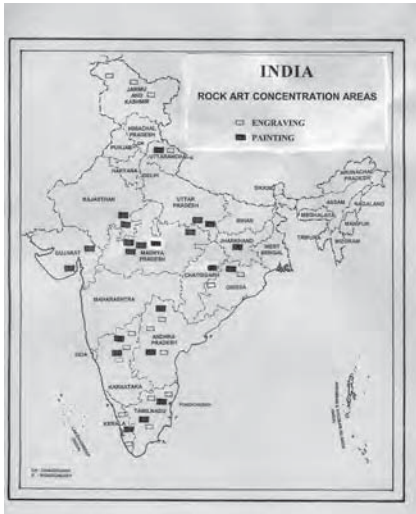 INDIA
ROCK ART CONCENTRATION AREAS
ENGRAVING
PAINTING
JAMMU
AND
KASHMIR
HIMACHAL
PRADESH
PUNJAB
UTTARANCHAL
HARYANA
DELHI
RAJASTHAN
UTTAR
PRADESH
SIKKIM
ARUNACHAL
PRADESH
ASSAM
NAGALAND
MEGHALAYA
MANIPUR
BIHAR
TRIPURA
MIZORAM
JHARKHAND
WEST
BENGAL
GUJARAT
MADHYA
PRADESH
CHATISGARH
ORISSA
MAHARASHTRA
ANDHRA
PRADESH
GOA
KARNATAKA
TAMILNADU
KERALA